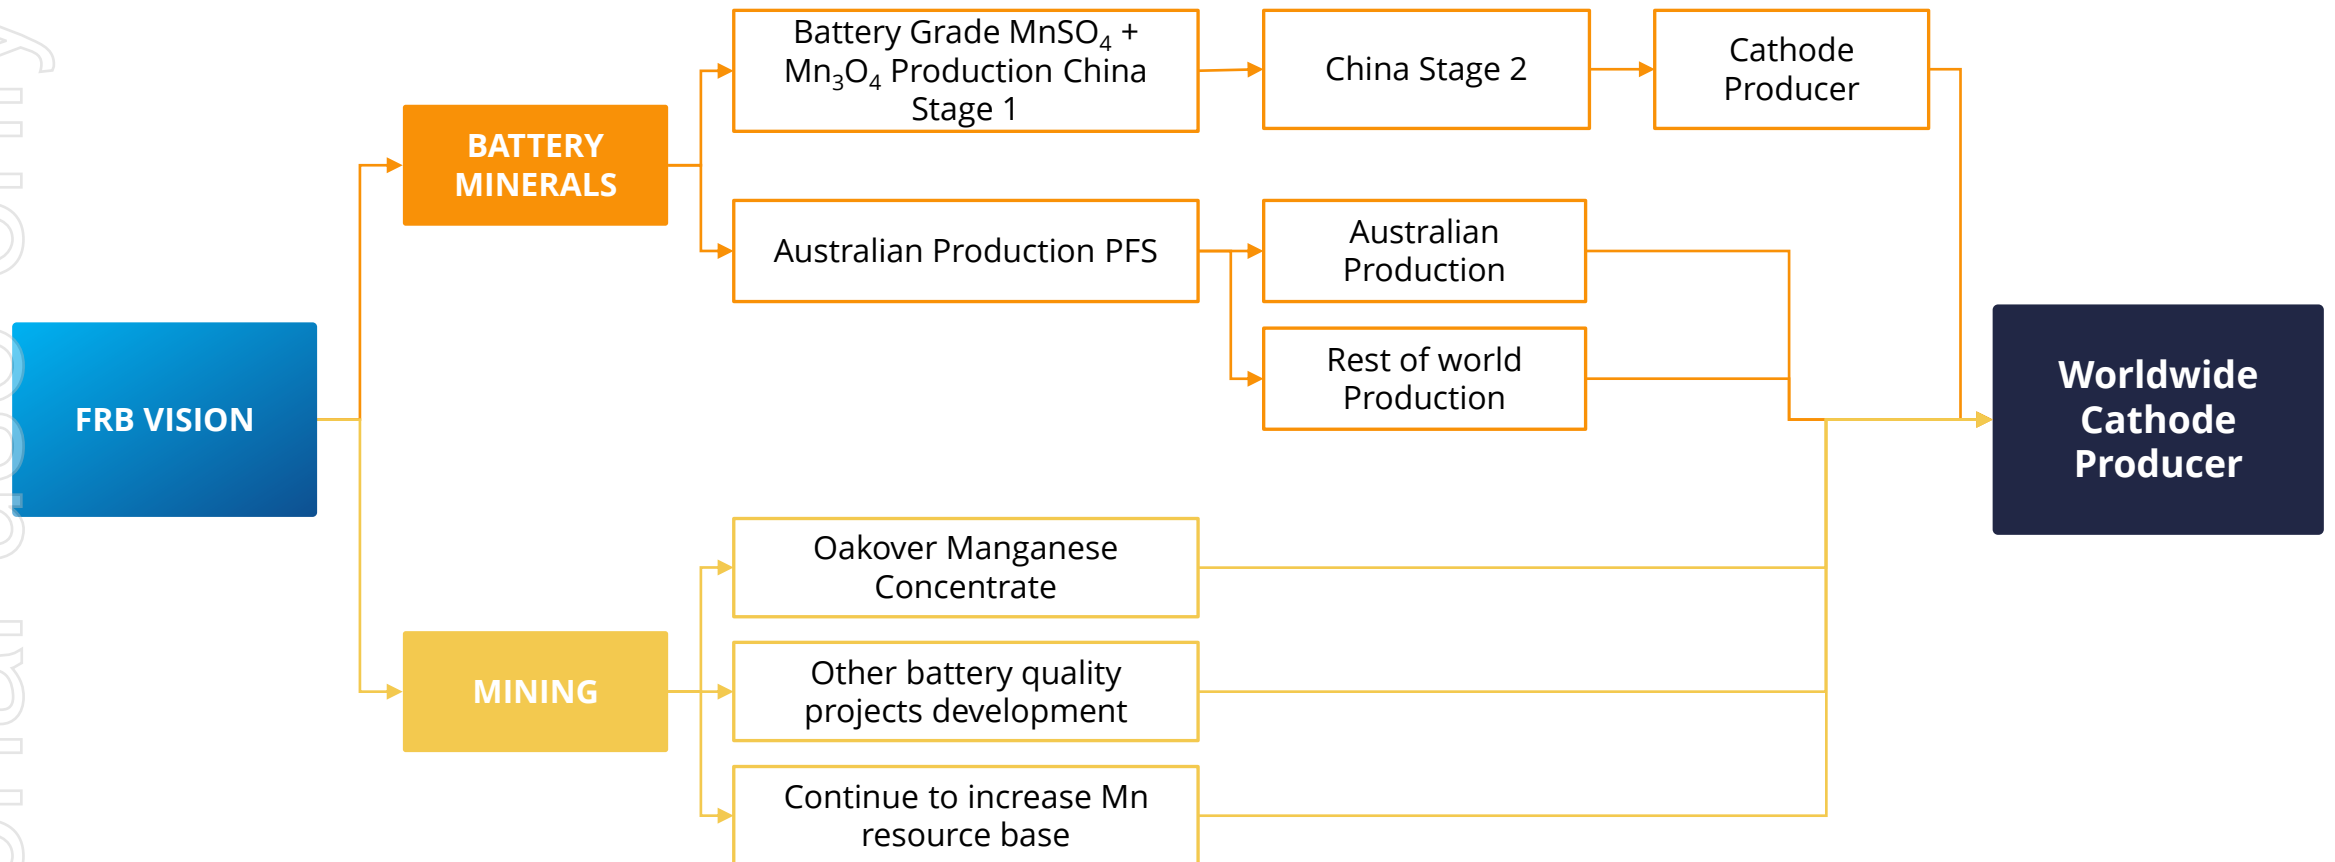 Battery Grade MnSO₄ +
Mn₃O₄ Production China
Stage 1
China Stage 2
Cathode
Producer
BATTERY
MINERALS
Australian Production PFS
Australian
Production
Rest of world
Production
FRB VISION
Worldwide
Cathode
Producer
Oakover Manganese
Concentrate
MINING
Other battery quality
projects development
Continue to increase Mn
resource base